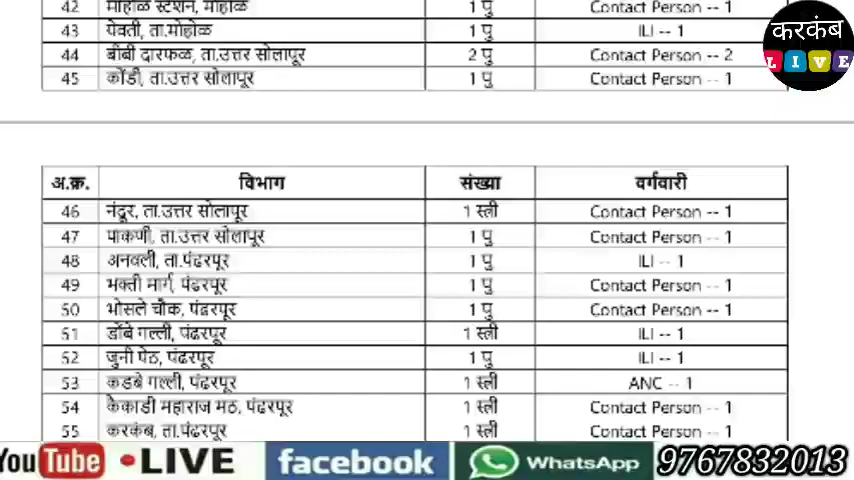 42 मोहोळ स्टेशन, मोहोळ 1 पु Contact Person -- 1
43 येवती, ता.मोहोळ 1 पु ILI -- 1
44 बीबी दारफळ, ता.उत्तर सोलापूर 2 पु Contact Person -- 2
45 कोंडी, ता.उत्तर सोलापूर 1 पु Contact Person -- 1
करकंब
LIVE
अ.क्र. विभाग संख्या वर्गवारी
46 नंदूर, ता.उत्तर सोलापूर 1 स्त्री Contact Person -- 1
47 पाकणी, ता.उत्तर सोलापूर 1 पु Contact Person -- 1
48 अनवली, ता.पंढरपूर 1 पु ILI -- 1
49 भक्ती मार्ग, पंढरपूर 1 पु Contact Person -- 1
50 भोसले चौक, पंढरपूर 1 पु Contact Person -- 1
51 डोंबे गल्ली, पंढरपूर 1 स्त्री ILI -- 1
52 जुनी पेठ, पंढरपूर 1 पु ILI -- 1
53 कडबे गल्ली, पंढरपूर 1 स्त्री ANC -- 1
54 कैकाडी महाराज मठ, पंढरपूर 1 स्त्री Contact Person -- 1
55 करकंब, ता.पंढरपूर 1 स्त्री Contact Person -- 1
You Tube LIVE facebook WhatsApp 9767832013